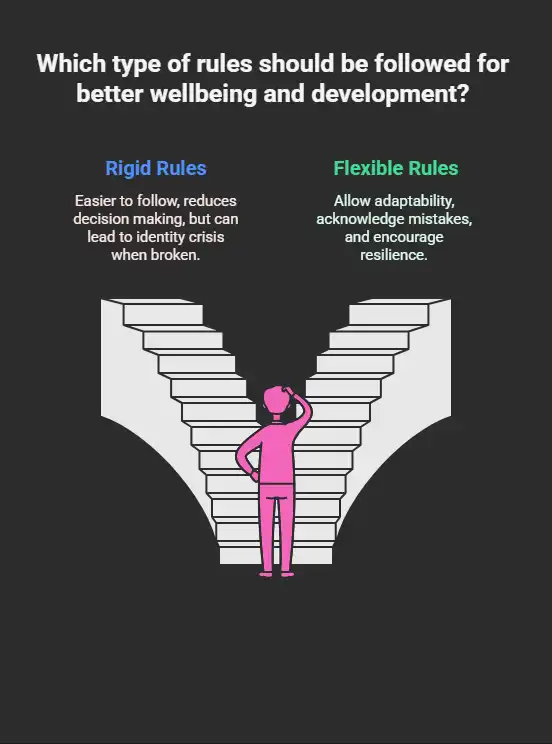 Which type of rules should be followed for
better wellbeing and development?
Rigid Rules
Easier to follow, reduces
decision making, but can
lead to identity crisis
when broken.
Flexible Rules
Allow adaptability,
acknowledge mistakes,
and encourage
resilience.